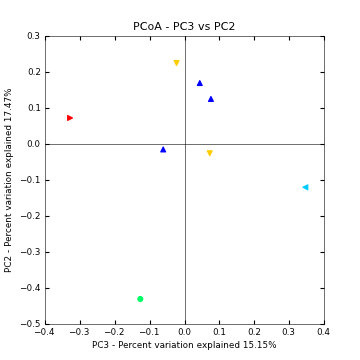 PCoA - PC3 vs PC2
0.3
0.2
0.1
0.0
−0.1
−0.2
−0.3
−0.4
−0.5
PC2 - Percent variation explained 17.47%
−0.4 −0.3 −0.2 −0.1 0.0 0.1 0.2 0.3 0.4
PC3 - Percent variation explained 15.15%